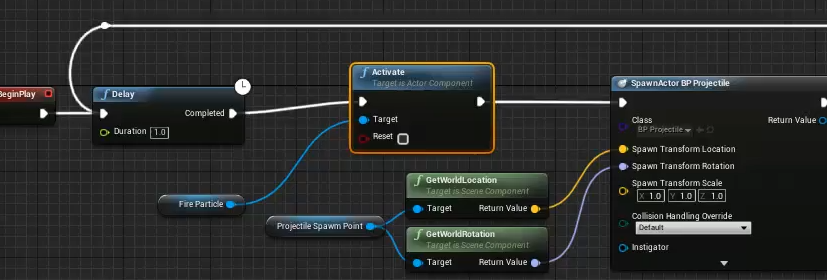 BeginPlay
Delay
Completed
Duration 1.0
Activate
Target is Actor Component
Target
Reset
Fire Particle
Projectile Spawm Point
GetWorldLocation
Target is Scene Component
Target Return Value
GetWorldRotation
Target is Scene Component
Target Return Value
SpawnActor BP Projectile
Class
BP Projectile
Return Value
Spawn Transform Location
Spawn Transform Rotation
Spawn Transform Scale
X 1.0 Y 1.0 Z 1.0
Collision Handling Override
Default
Instigator